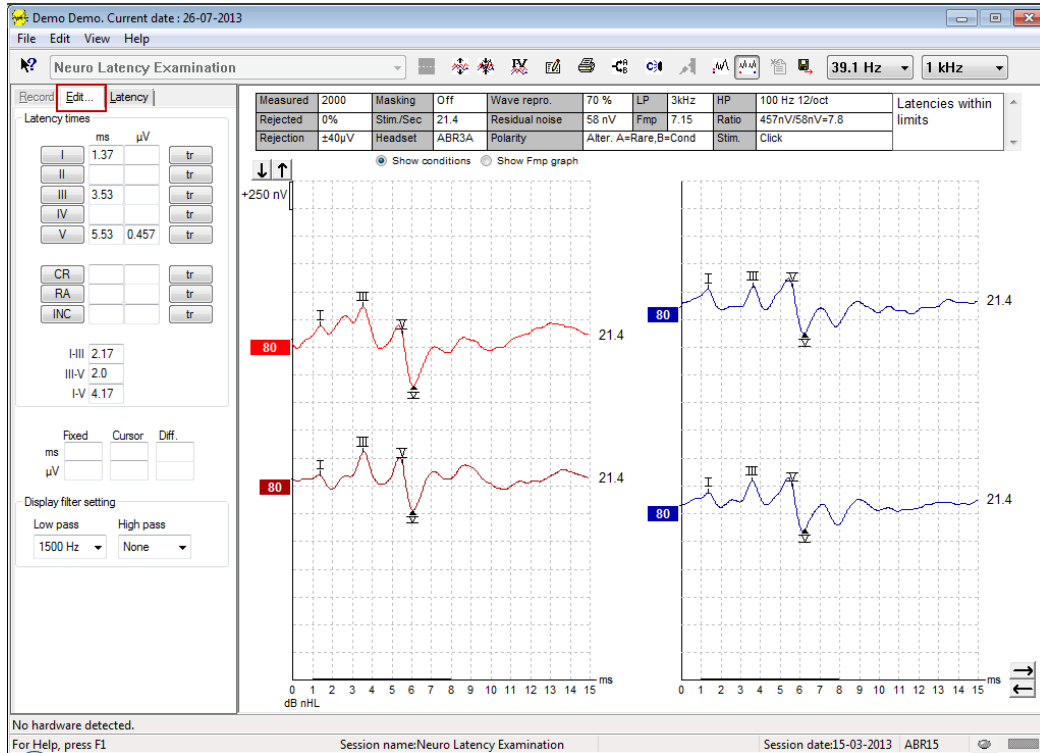 Demo Demo. Current date : 26-07-2013
File Edit View Help
Neuro Latency Examination 39.1 Hz 1 kHz
Record Edit... Latency
Latency times
ms µV
I 1.37 tr
II tr
III 3.53 tr
IV tr
V 5.53 0.457 tr
CR tr
RA tr
INC tr
I-III 2.17
III-V 2.0
I-V 4.17
Fixed Cursor Diff.
ms
µV
Display filter setting
Low pass High pass
1500 Hz None
Measured 2000 Masking Off Wave repro. 70 % LP 3kHz HP 100 Hz 12/oct Latencies within
Rejected 0% Stim./Sec 21.4 Residual noise 58 nV Fmp 7.15 Ratio 457nV/58nV=7.8 limits
Rejection ±40µV Headset ABR3A Polarity Alter. A=Rare,B=Cond Stim. Click
Show conditions Show Fmp graph
+250 nV
I III V
80 21.4
I III V
80 21.4
I III V
80 21.4
I III V
80 21.4
0 1 2 3 4 5 6 7 8 9 10 11 12 13 14 15 ms
dB nHL
0 1 2 3 4 5 6 7 8 9 10 11 12 13 14 15 ms
No hardware detected.
For Help, press F1 Session name:Neuro Latency Examination Session date:15-03-2013 ABR15